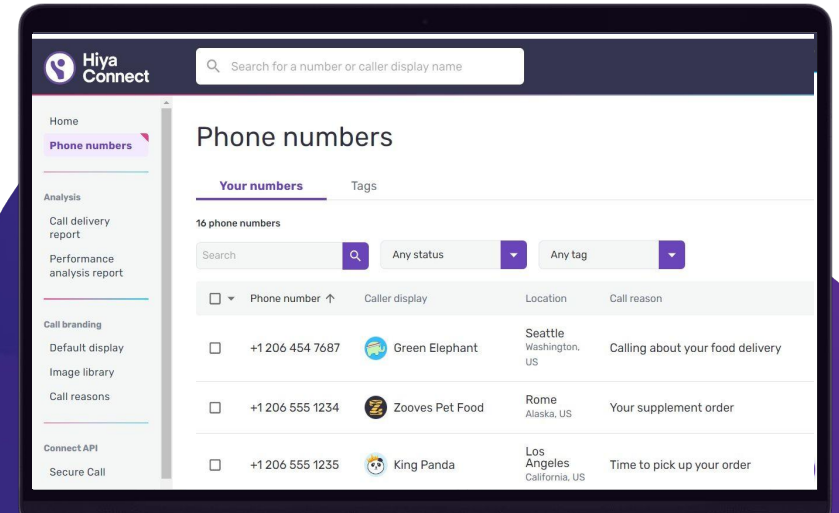 Hiya
Connect
Search for a number or caller display name
Home
Phone numbers
Analysis
Call delivery
report
Performance
analysis report
Call branding
Default display
Image library
Call reasons
Connect API
Secure Call
Phone numbers
Your numbers Tags
16 phone numbers
Search Any status Any tag
Phone number ↑ Caller display Location Call reason
+1 206 454 7687 Green Elephant Seattle Washington, US Calling about your food delivery
+1 206 555 1234 Zooves Pet Food Rome Alaska, US Your supplement order
+1 206 555 1235 King Panda Los Angeles California, US Time to pick up your order